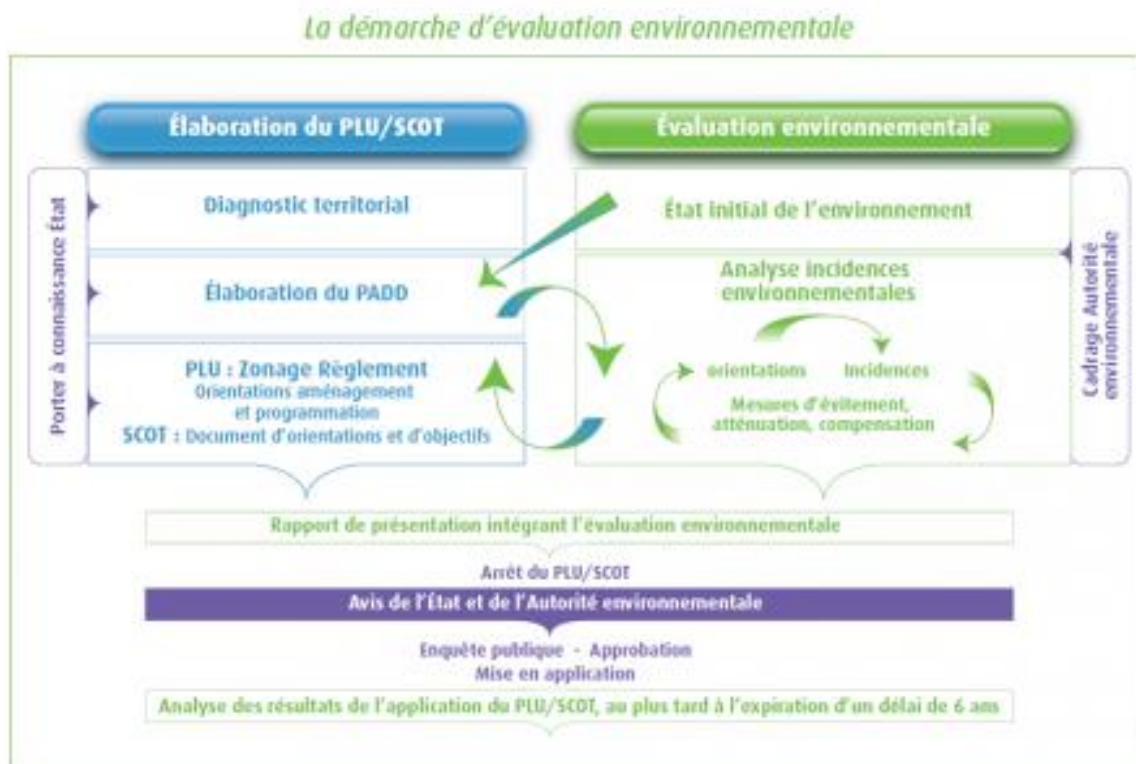 La démarche d'évaluation environnementale
Élaboration du PLU/SCOT
Évaluation environnementale
Porter à connaissance État
Diagnostic territorial
État initial de l'environnement
Cadrage Autorité
environnementale
Élaboration du PADD
Analyse incidences
environnementales
PLU : Zonage Règlement
Orientations aménagement
et programmation
SCOT : Document d'orientations et d'objectifs
orientations
Incidences
Mesures d'évitement,
atténuation, compensation
Rapport de présentation intégrant l'évaluation environnementale
Arrêt du PLU/SCOT
Avis de l'État et de l'Autorité environnementale
Enquête publique - Approbation
Mise en application
Analyse des résultats de l'application du PLU/SCOT, au plus tard à l'expiration d'un délai de 6 ans